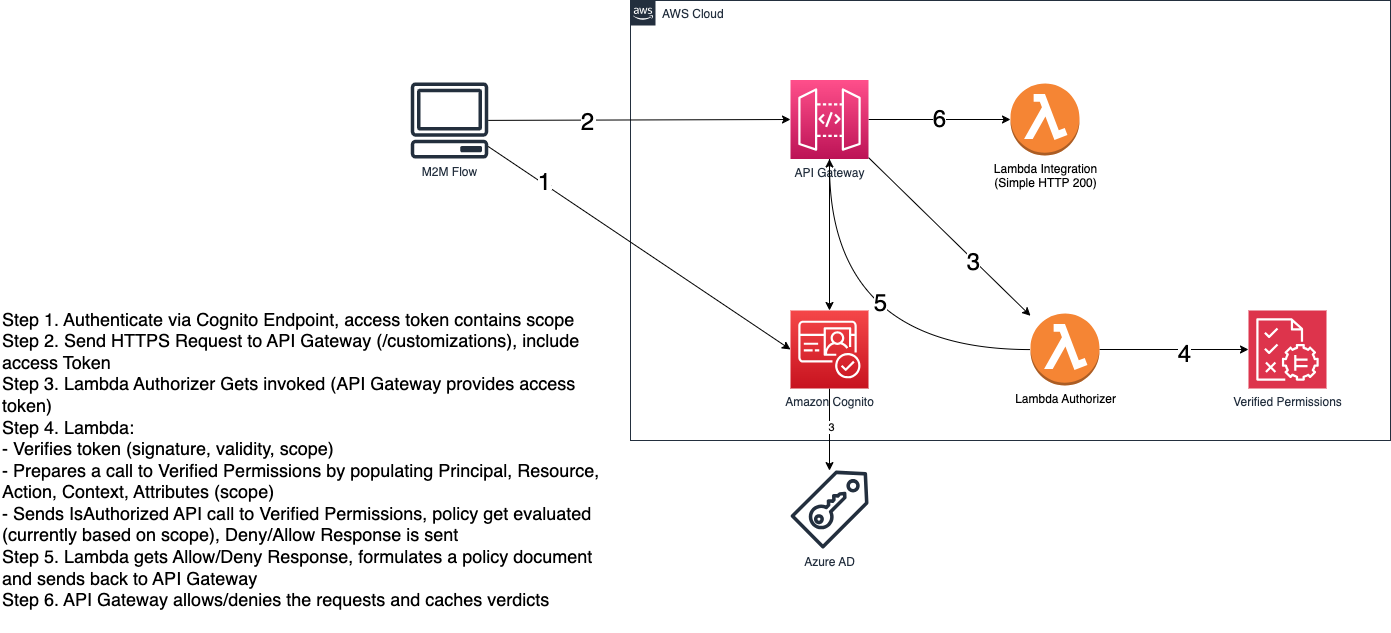 aws
AWS Cloud
2
6
M2M Flow
API Gateway
Lambda Integration
(Simple HTTP 200)
1
3
5
4
Amazon Cognito
Lambda Authorizer
Verified Permissions
3
Azure AD
Step 1. Authenticate via Cognito Endpoint, access token contains scope
Step 2. Send HTTPS Request to API Gateway (/customizations), include
access Token
Step 3. Lambda Authorizer Gets invoked (API Gateway provides access
token)
Step 4. Lambda:
- Verifies token (signature, validity, scope)
- Prepares a call to Verified Permissions by populating Principal, Resource,
Action, Context, Attributes (scope)
- Sends IsAuthorized API call to Verified Permissions, policy get evaluated
(currently based on scope), Deny/Allow Response is sent
Step 5. Lambda gets Allow/Deny Response, formulates a policy document
and sends back to API Gateway
Step 6. API Gateway allows/denies the requests and caches verdicts